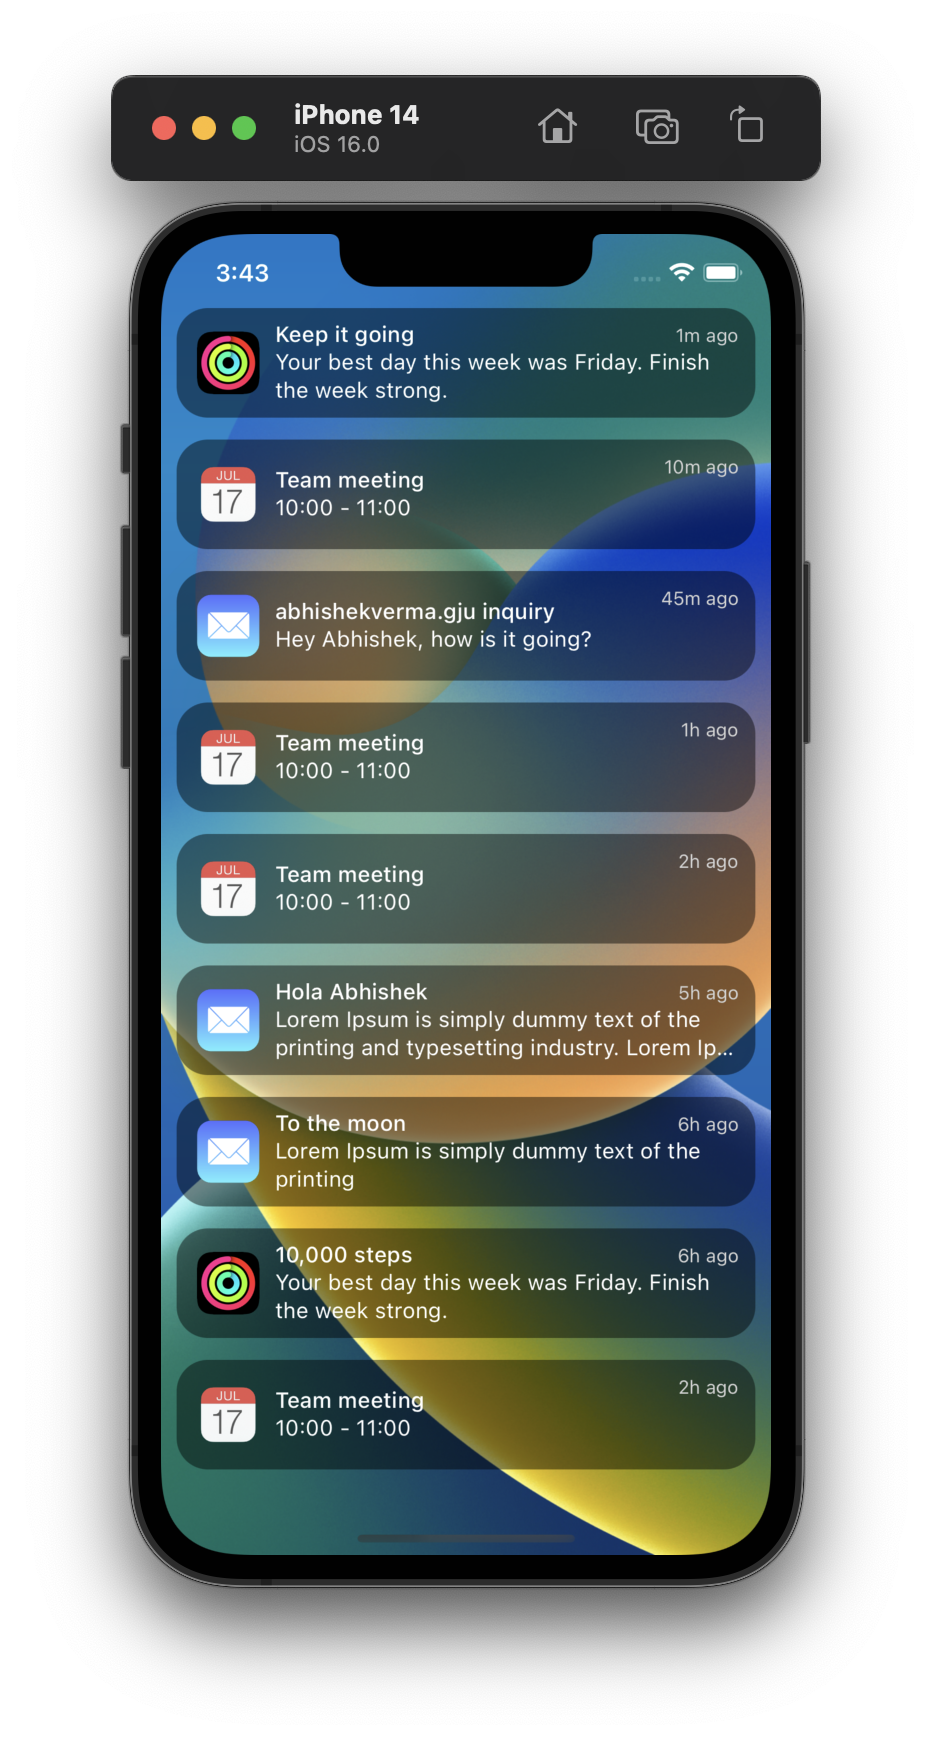 iPhone 14
iOS 16.0
3:43
Keep it going
1m ago
Your best day this week was Friday. Finish
the week strong.
10m ago
JUL
17
Team meeting
10:00 - 11:00
45m ago
abhishekverma.gju inquiry
Hey Abhishek, how is it going?
1h ago
JUL
17
Team meeting
10:00 - 11:00
2h ago
JUL
17
Team meeting
10:00 - 11:00
Hola Abhishek
5h ago
Lorem Ipsum is simply dummy text of the
printing and typesetting industry. Lorem Ip...
To the moon
6h ago
Lorem Ipsum is simply dummy text of the
printing
10,000 steps
6h ago
Your best day this week was Friday. Finish
the week strong.
2h ago
JUL
17
Team meeting
10:00 - 11:00